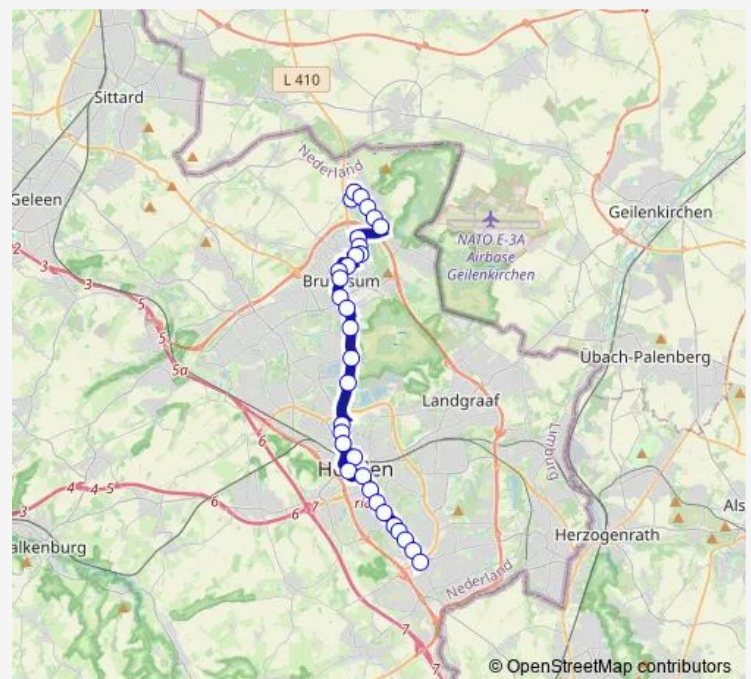 Sittard
L 410
Nederland
Geleen
Geilenkirchen
NATO E-3A
Airbase
Geilenkirchen
2
3
3
5
5
5a
Übach-Palenberg
Landgraaf
Limburg
6
4
4-5
6
6
7
3
Als
alkenburg
Herzogenrath
Nederland
7
7
© OpenStreetMap contributors